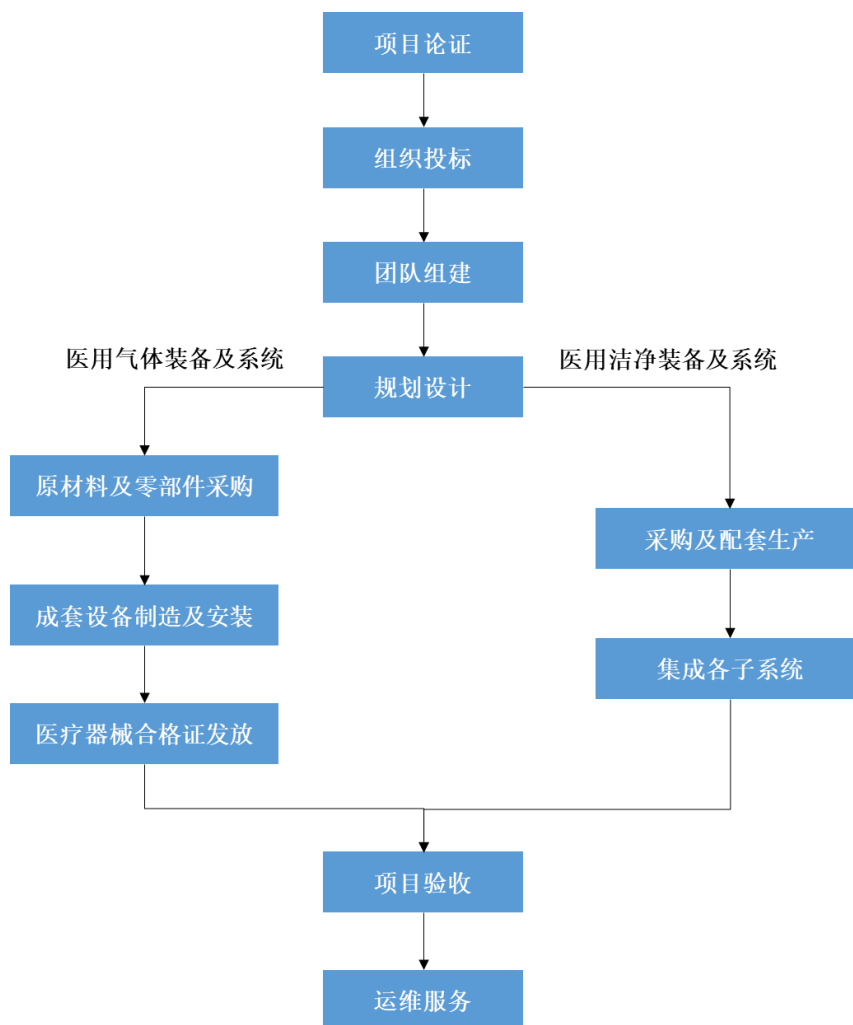 项目论证
组织投标
团队组建
医用气体装备及系统
医用洁净装备及系统
规划设计
原材料及零部件采购
采购及配套生产
成套设备制造及安装
集成各子系统
医疗器械合格证发放
项目验收
运维服务